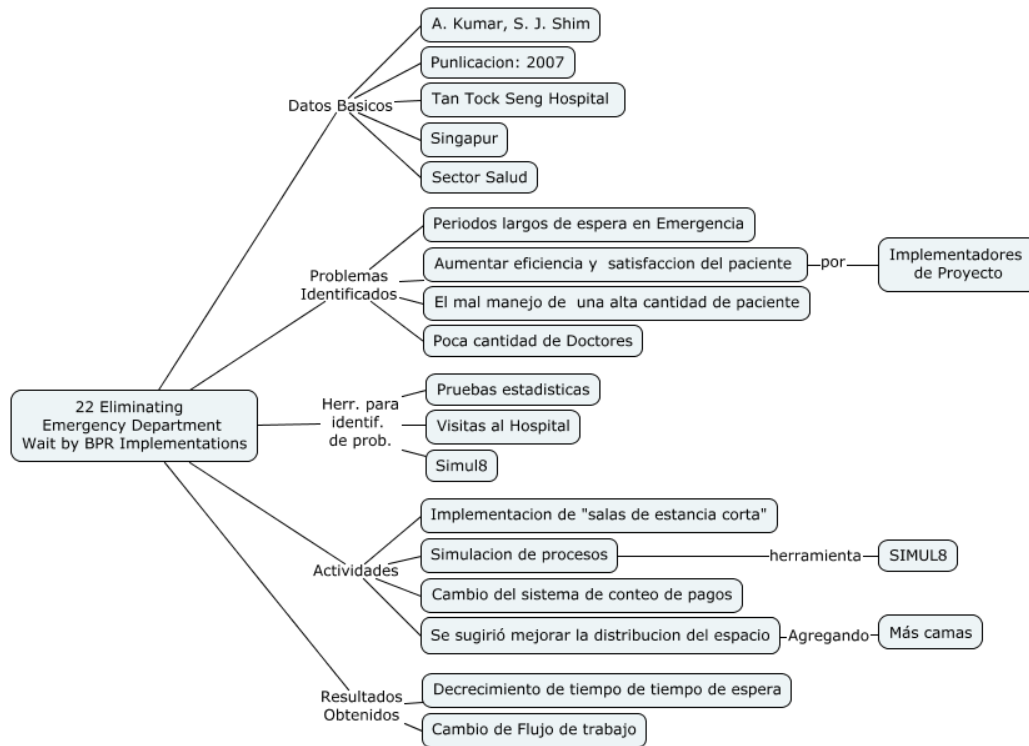 A. Kumar, S. J. Shim
Punlicacion: 2007
Datos Basicos
Tan Tock Seng Hospital
Singapur
Sector Salud
Periodos largos de espera en Emergencia
Problemas
Identificados
Aumentar eficiencia y satisfaccion del paciente
por
Implementadores
de Proyecto
El mal manejo de una alta cantidad de paciente
Poca cantidad de Doctores
22 Eliminating
Emergency Department
Wait by BPR Implementations
Herr. para
identif.
de prob.
Pruebas estadisticas
Visitas al Hospital
Simul8
Implementacion de "salas de estancia corta"
Actividades
Simulacion de procesos
herramienta
SIMUL8
Cambio del sistema de conteo de pagos
Se sugirió mejorar la distribucion del espacio
Agregando
Más camas
Resultados
Obtenidos
Decrecimiento de tiempo de tiempo de espera
Cambio de Flujo de trabajo